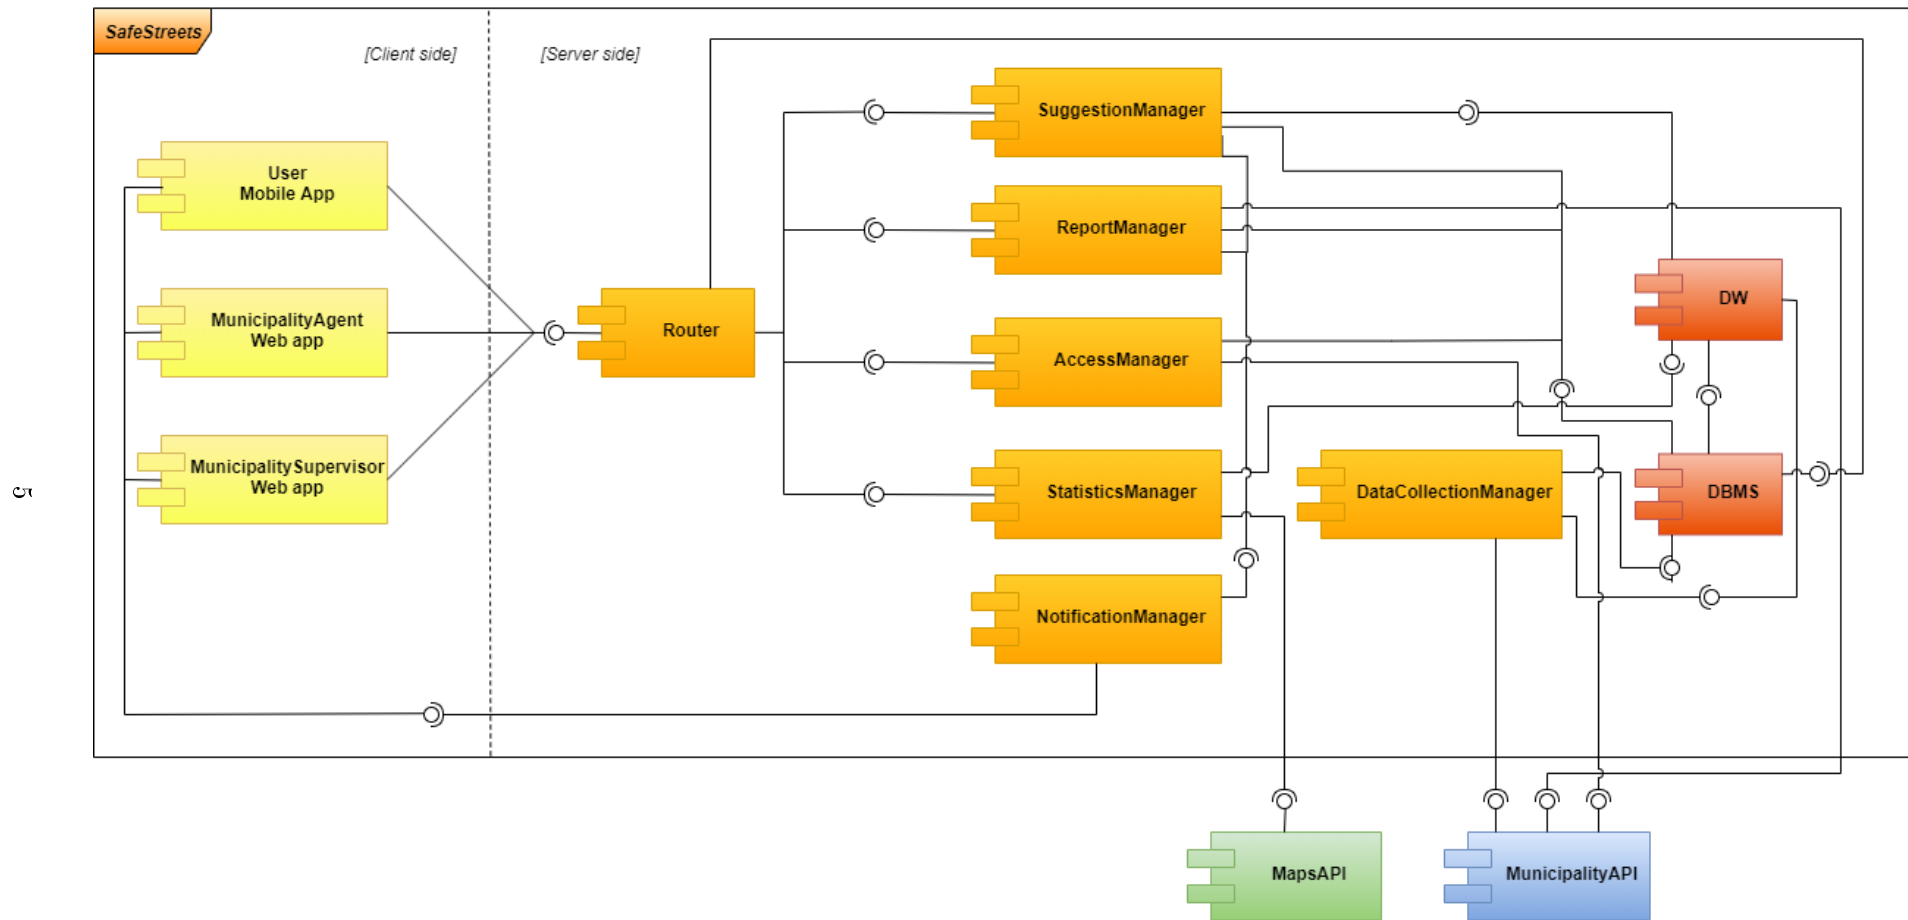 SafeStreets
[Client side]
[Server side]
SuggestionManager
User
Mobile App
ReportManager
DW
MunicipalityAgent
Web app
Router
AccessManager
MunicipalitySupervisor
Web app
StatisticsManager
DataCollectionManager
DBMS
5
NotificationManager
MapsAPI
MunicipalityAPI